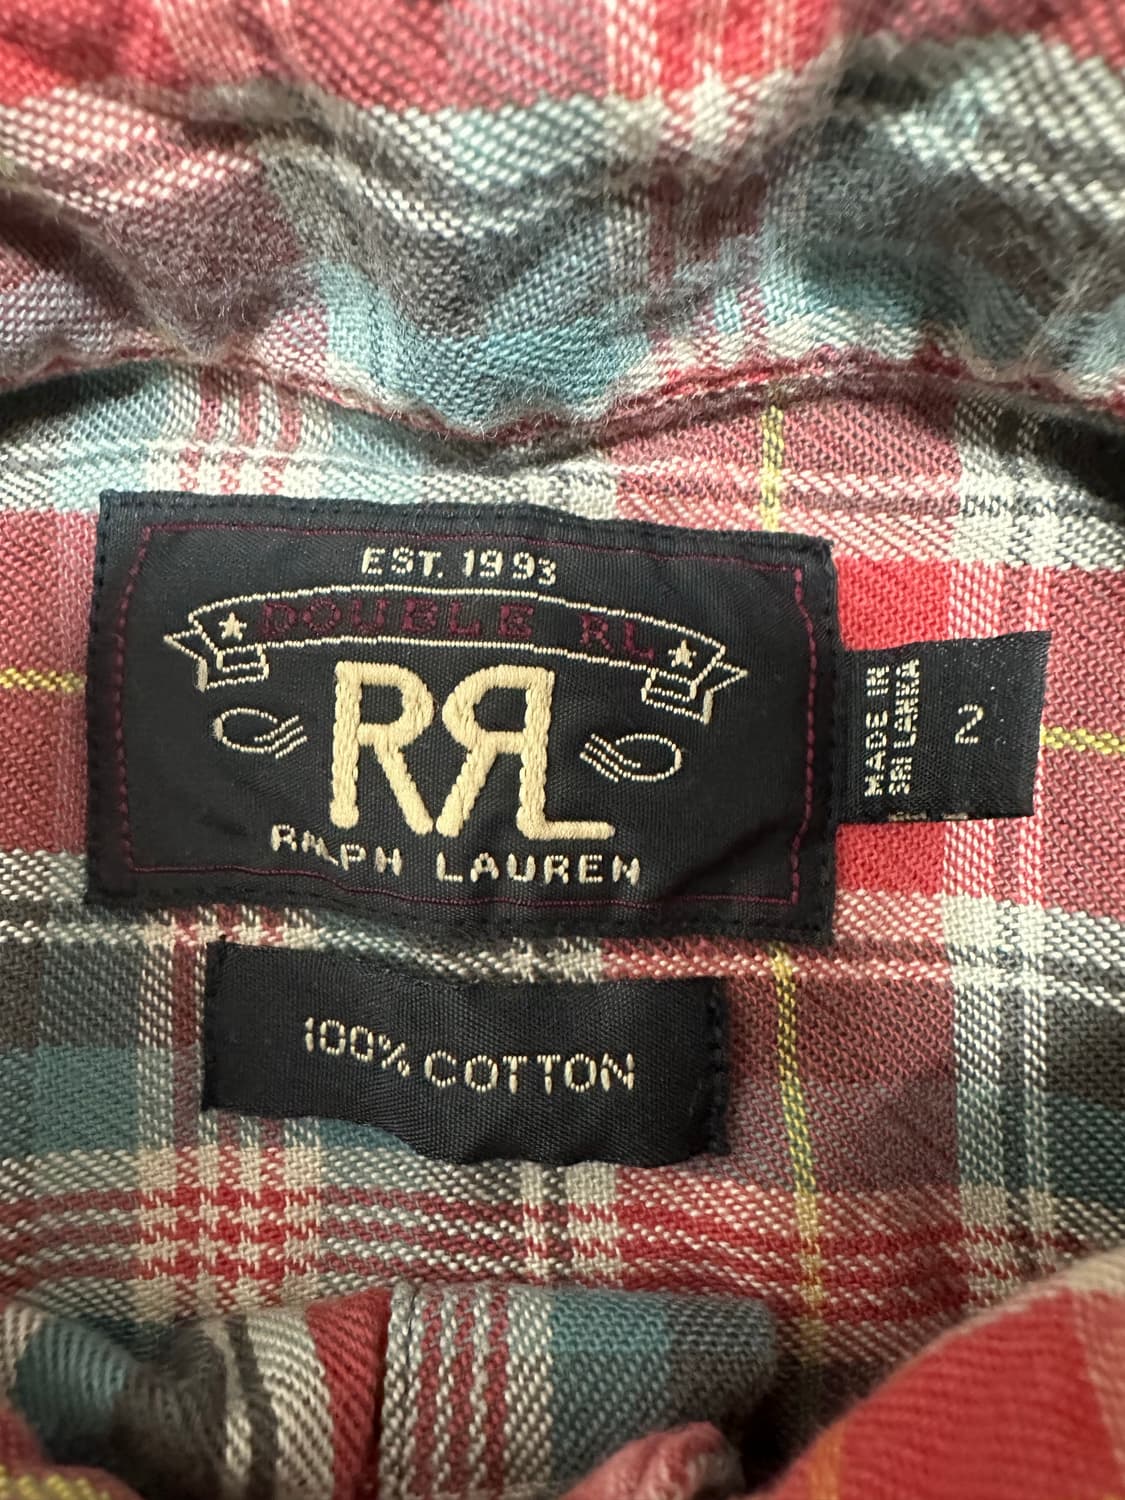 EST. 1993
DOUBLE RL
RRL
RALPH LAUREN
MADE IN
SRI LANKA
2
100% COTTON